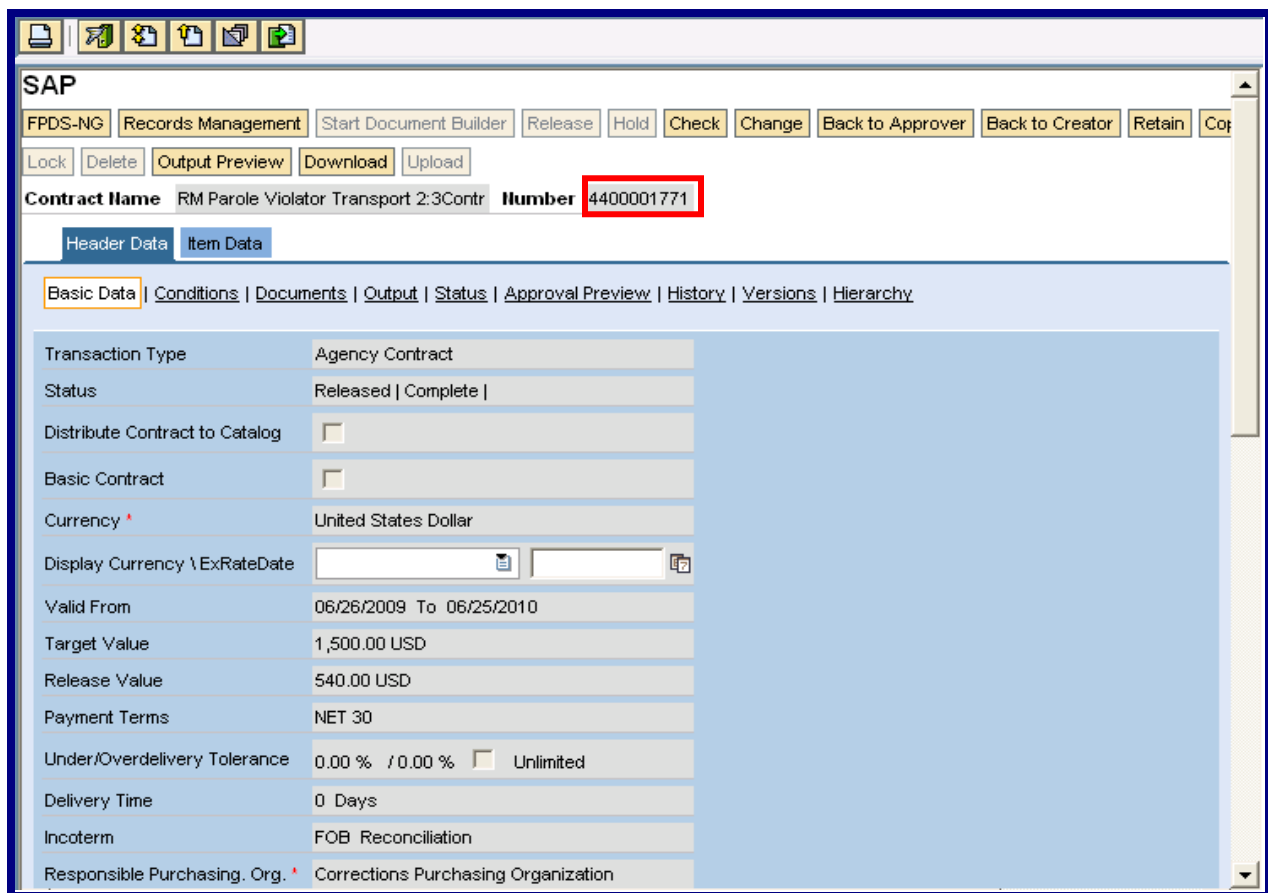 SAP
FPDS-NG Records Management Start Document Builder Release Hold Check Change Back to Approver Back to Creator Retain
Lock Delete Output Preview Download Upload
Contract Name RM Parole Violator Transport 2:3Contr Number 4400001771
Header Data Item Data
Basic Data | Conditions | Documents | Output | Status | Approval Preview | History | Versions | Hierarchy
Transaction Type Agency Contract
Status Released | Complete |
Distribute Contract to Catalog
Basic Contract
Currency * United States Dollar
Display Currency \ ExRateDate
Valid From 06/26/2009 To 06/25/2010
Target Value 1,500.00 USD
Release Value 540.00 USD
Payment Terms NET 30
Under/Overdelivery Tolerance 0.00 % / 0.00 % Unlimited
Delivery Time 0 Days
Incoterm FOB Reconciliation
Responsible Purchasing. Org. * Corrections Purchasing Organization